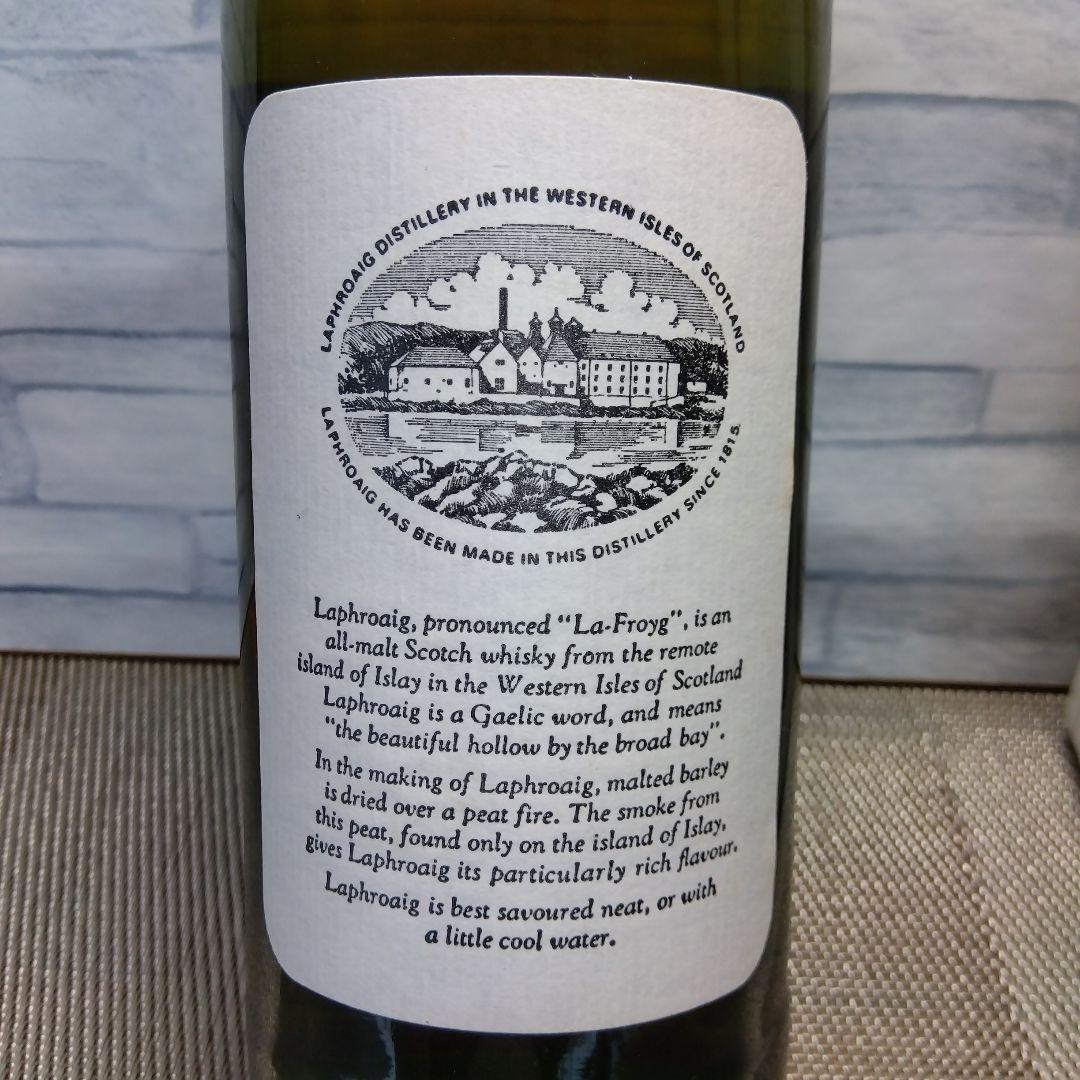 LAPHROAIG DISTILLERY IN THE WESTERN ISLES OF SCOTLAND
LAPHROAIG HAS BEEN MADE IN THIS DISTILLERY SINCE 1815.
Laphroaig, pronounced “La-Froyg”, is an
all-malt Scotch whisky from the remote
island of Islay in the Western Isles of Scotland
Laphroaig is a Gaelic word, and means
“the beautiful hollow by the broad bay”.
In the making of Laphroaig, malted barley
is dried over a peat fire. The smoke from
this peat, found only on the island of Islay,
gives Laphroaig its particularly rich flavour.
Laphroaig is best savoured neat, or with
a little cool water.